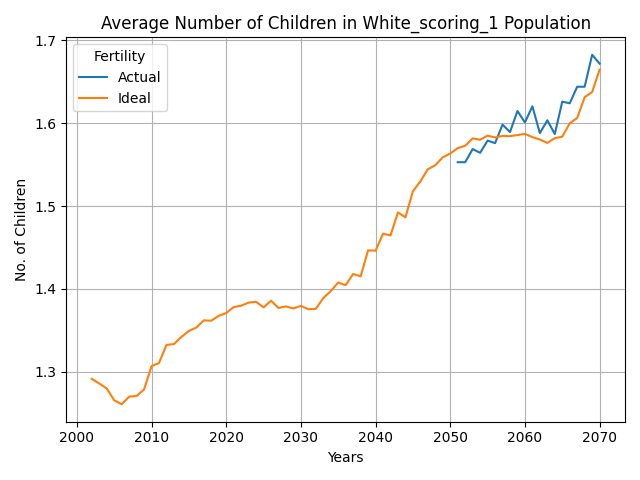 Average Number of Children in White_scoring_1 Population
Fertility
Actual
Ideal
No. of Children
1.7
1.6
1.5
1.4
1.3
2000 2010 2020 2030 2040 2050 2060 2070
Years